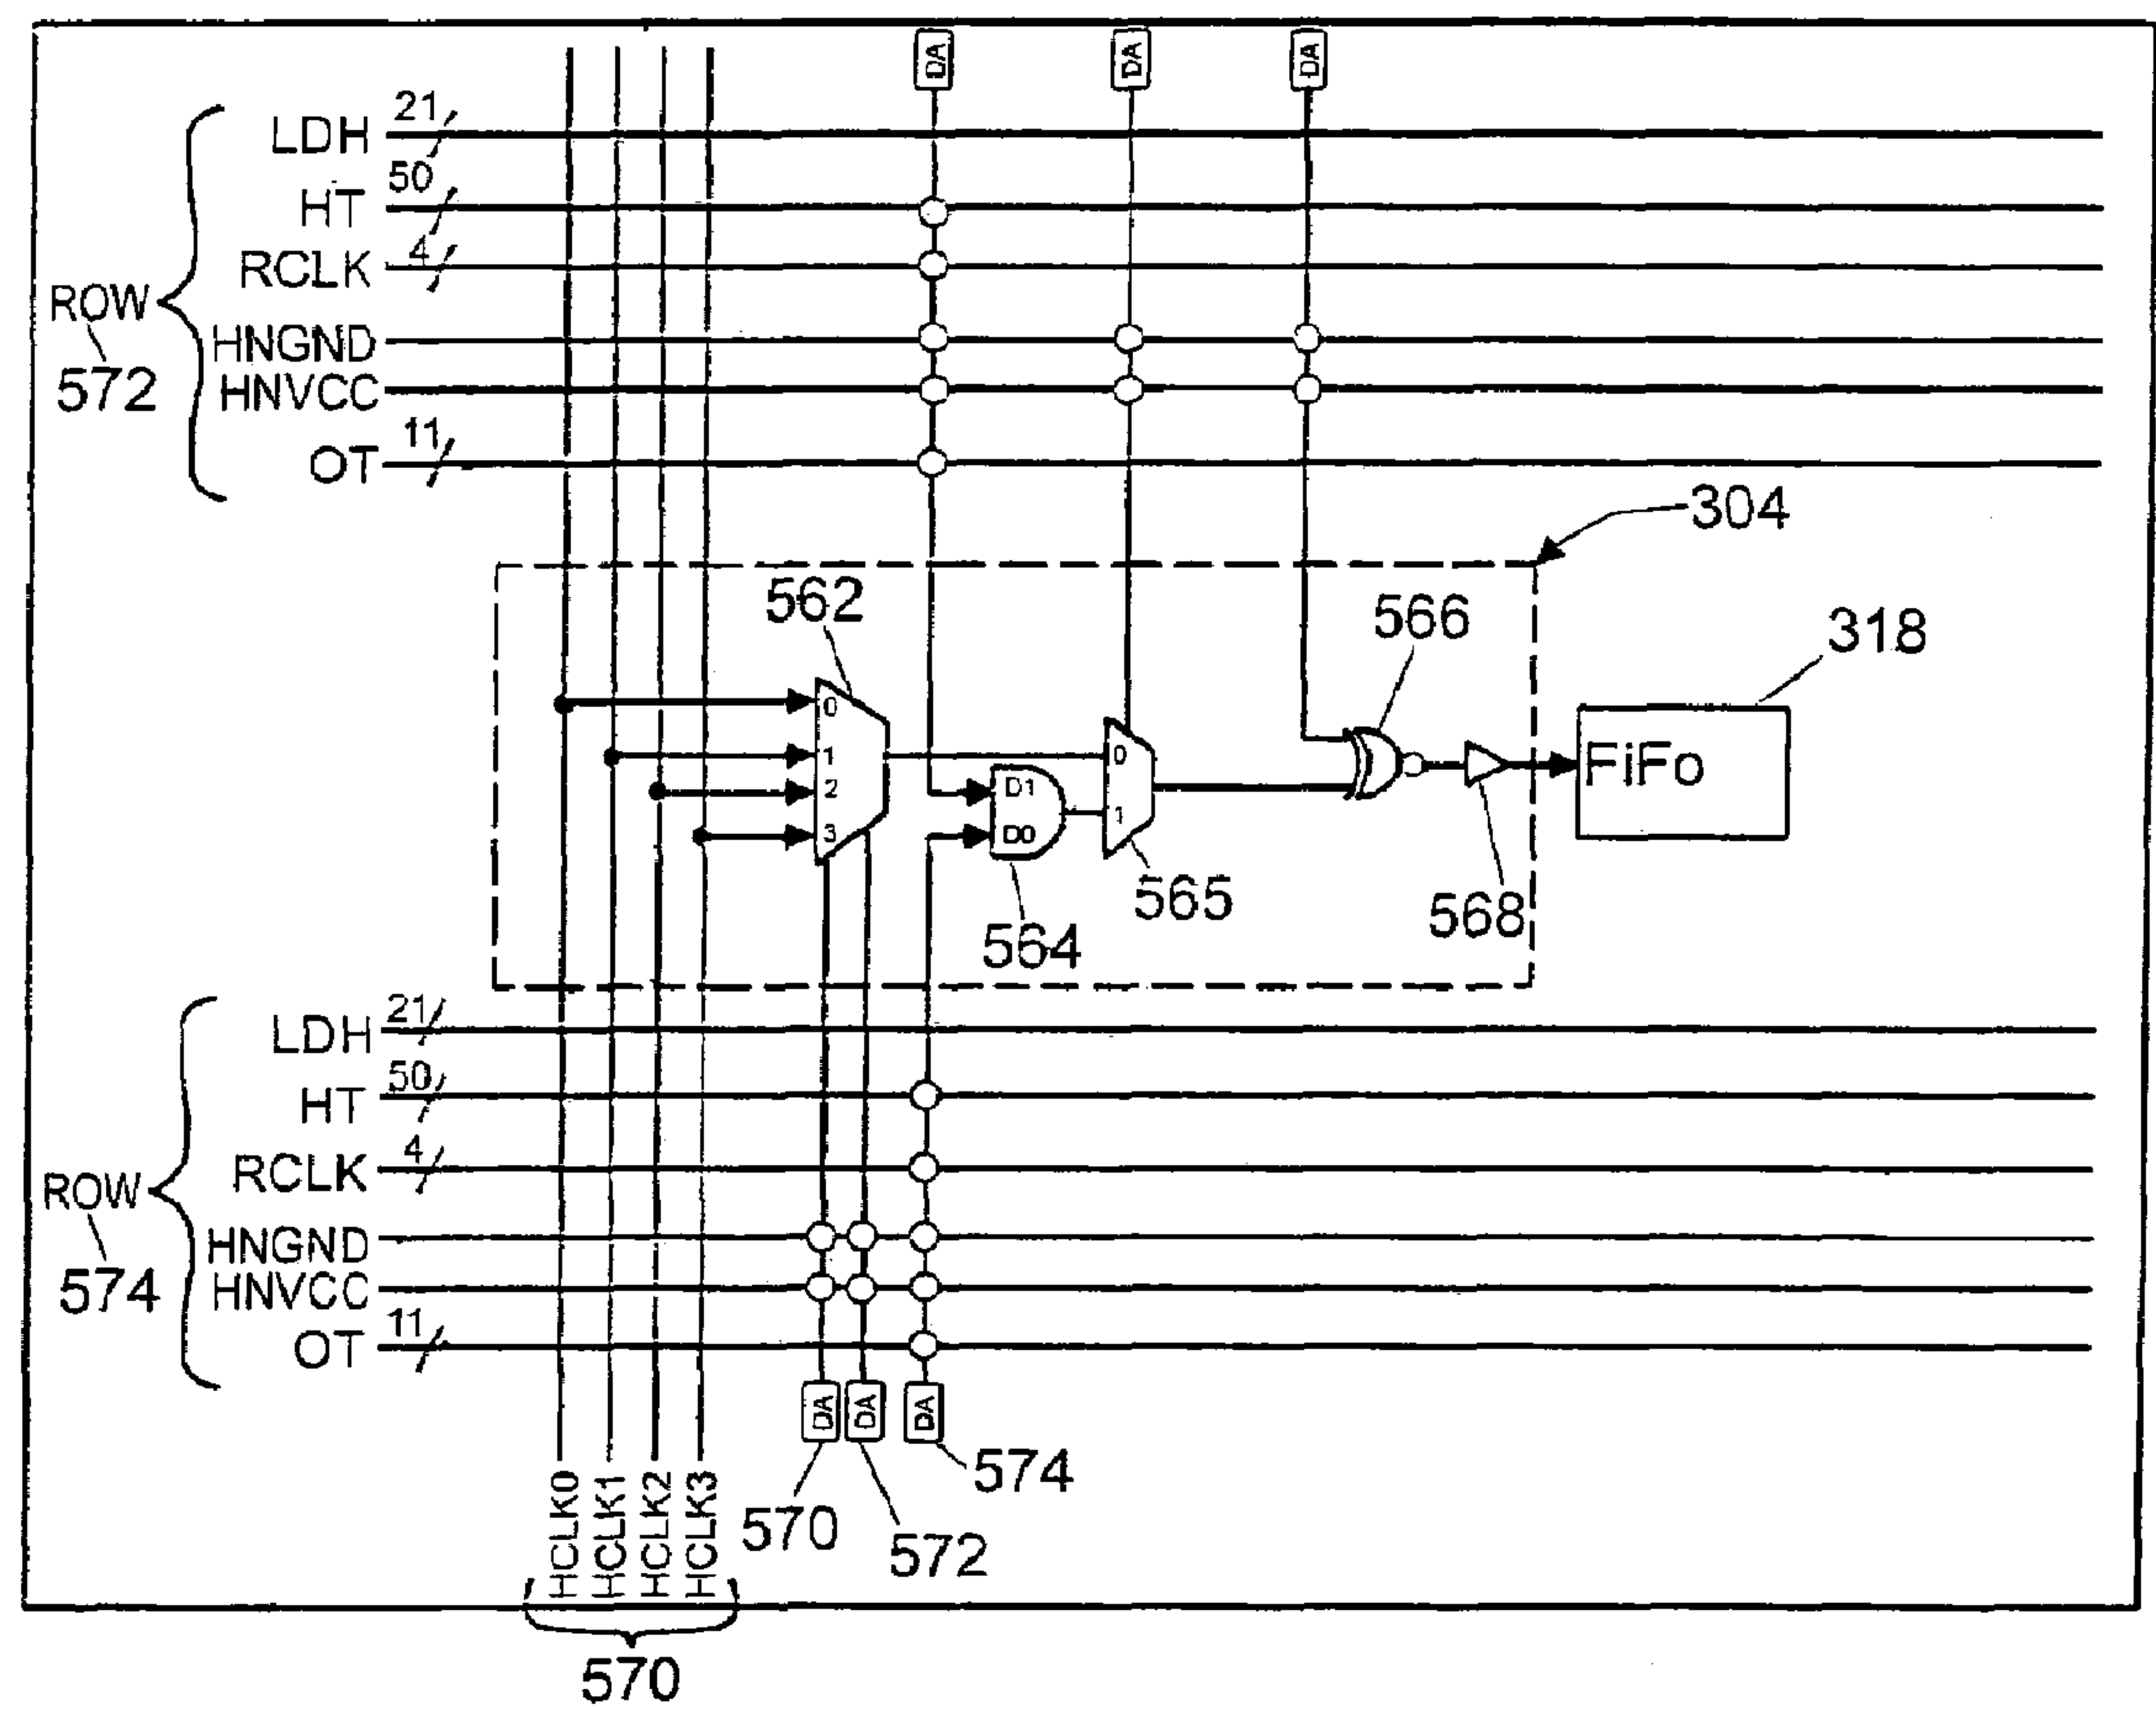 DA DA DA
LDH 21
HT 50
RCLK 4
ROW
572
HNGND
HNVCC
OT 11
304
562
566
318
0
1
2
3
D1
D0
0
1
FiFo
565
564
568
LDH 21
HT 50
RCLK 4
ROW
574
HNGND
HNVCC
OT 11
DA DA DA
574
570
572
HCLK0
HCLK1
HCLK2
HCLK3
570